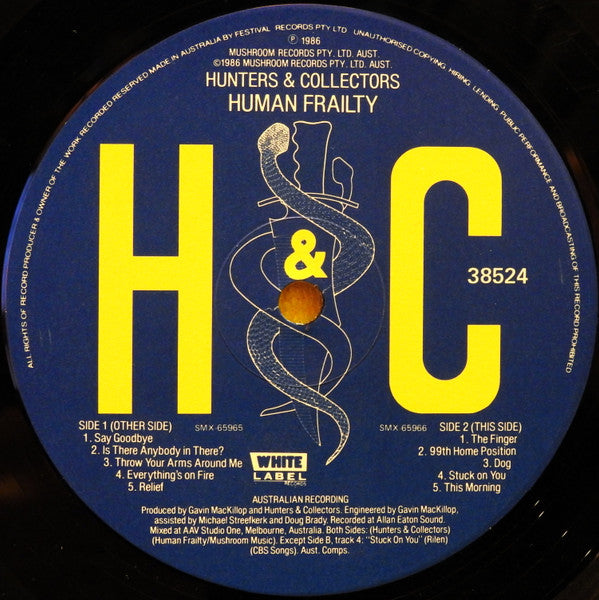 ALL RIGHTS OF RECORD PRODUCER & OWNER OF THE WORK RECORDED RESERVED MADE IN AUSTRALIA BY FESTIVAL RECORDS PTY LTD UNAUTHORISED COPYING, HIRING, LENDING, PUBLIC PERFORMANCE AND BROADCASTING OF THIS RECORD PROHIBITED
Ⓟ 1986
MUSHROOM RECORDS PTY. LTD. AUST.
©1986 MUSHROOM RECORDS PTY. LTD. AUST.
HUNTERS & COLLECTORS
HUMAN FRAILTY
H & C
38524
SIDE 1 (OTHER SIDE)
SMX-65965
1. Say Goodbye
2. Is There Anybody in There?
3. Throw Your Arms Around Me
4. Everything's on Fire
5. Relief
SMX-65966
SIDE 2 (THIS SIDE)
1. The Finger
2. 99th Home Position
3. Dog
4. Stuck on You
5. This Morning
WHITE
LABEL
RECORDS
AUSTRALIAN RECORDING
Produced by Gavin MacKillop and Hunters & Collectors. Engineered by Gavin MacKillop,
assisted by Michael Streefkerk and Doug Brady. Recorded at Allan Eaton Sound.
Mixed at AAV Studio One, Melbourne, Australia. Both Sides: (Hunters & Collectors)
(Human Frailty/Mushroom Music). Except Side B, track 4: "Stuck On You" (Rilen)
(CBS Songs). Aust. Comps.